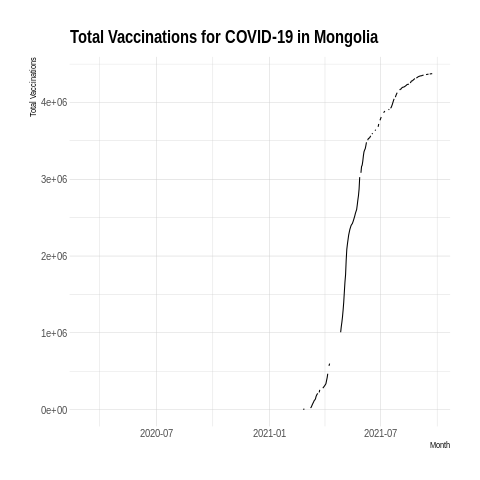 Total Vaccinations for COVID-19 in Mongolia
Total Vaccinations
4e+06
3e+06
2e+06
1e+06
0e+00
2020-07 2021-01 2021-07
Month